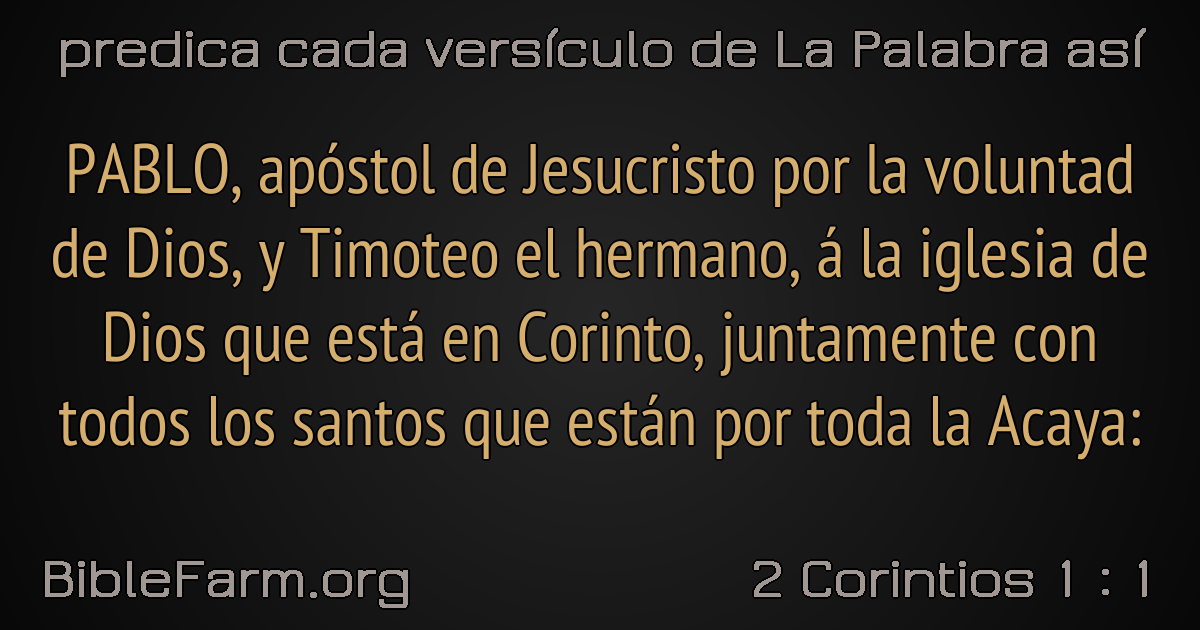 predica cada versículo de La Palabra así
PABLO, apóstol de Jesucristo por la voluntad
de Dios, y Timoteo el hermano, á la iglesia de
Dios que está en Corinto, juntamente con
todos los santos que están por toda la Acaya:
BibleFarm.org
2 Corintios 1 : 1